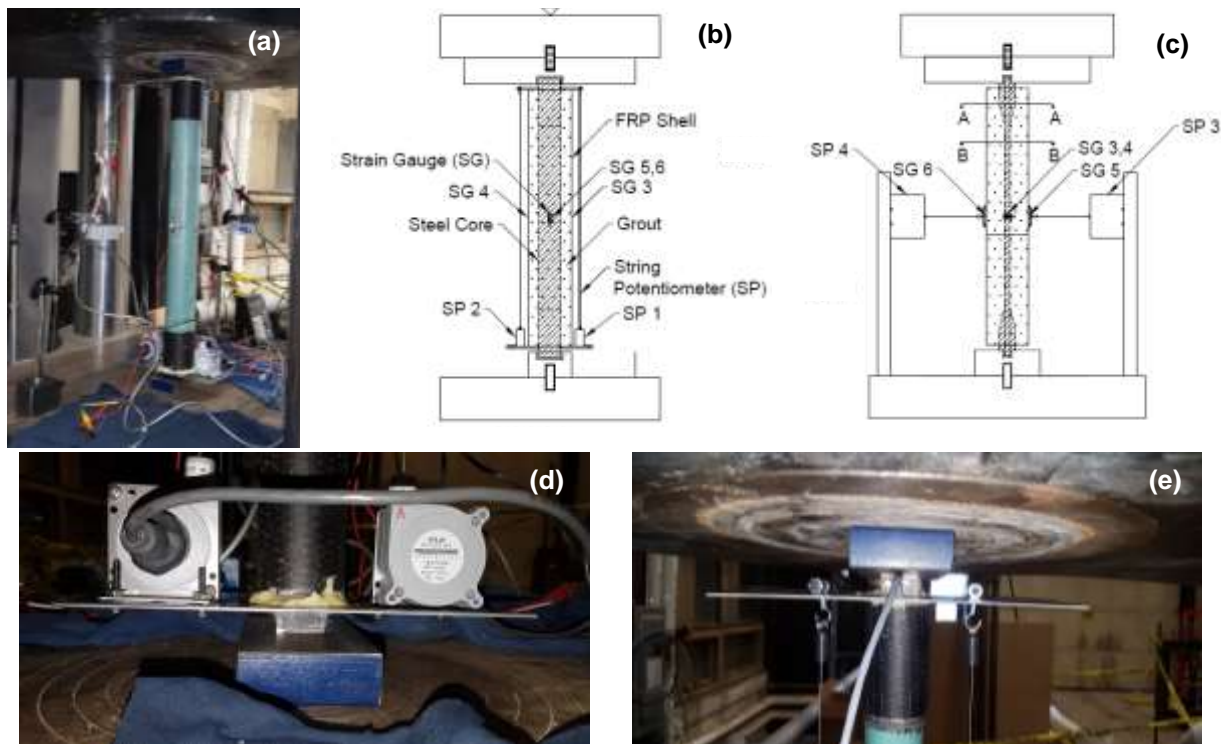 (a)
(b)
FRP Shell
Strain Gauge (SG)
SG 5,6
SG 4
SG 3
Steel Core
Grout
String
Potentiometer (SP)
SP 2
SP 1
(c)
A A
B B
SP 3
SP 4
SG 3,4
SG 6
SG 5
(d)
A
(e)